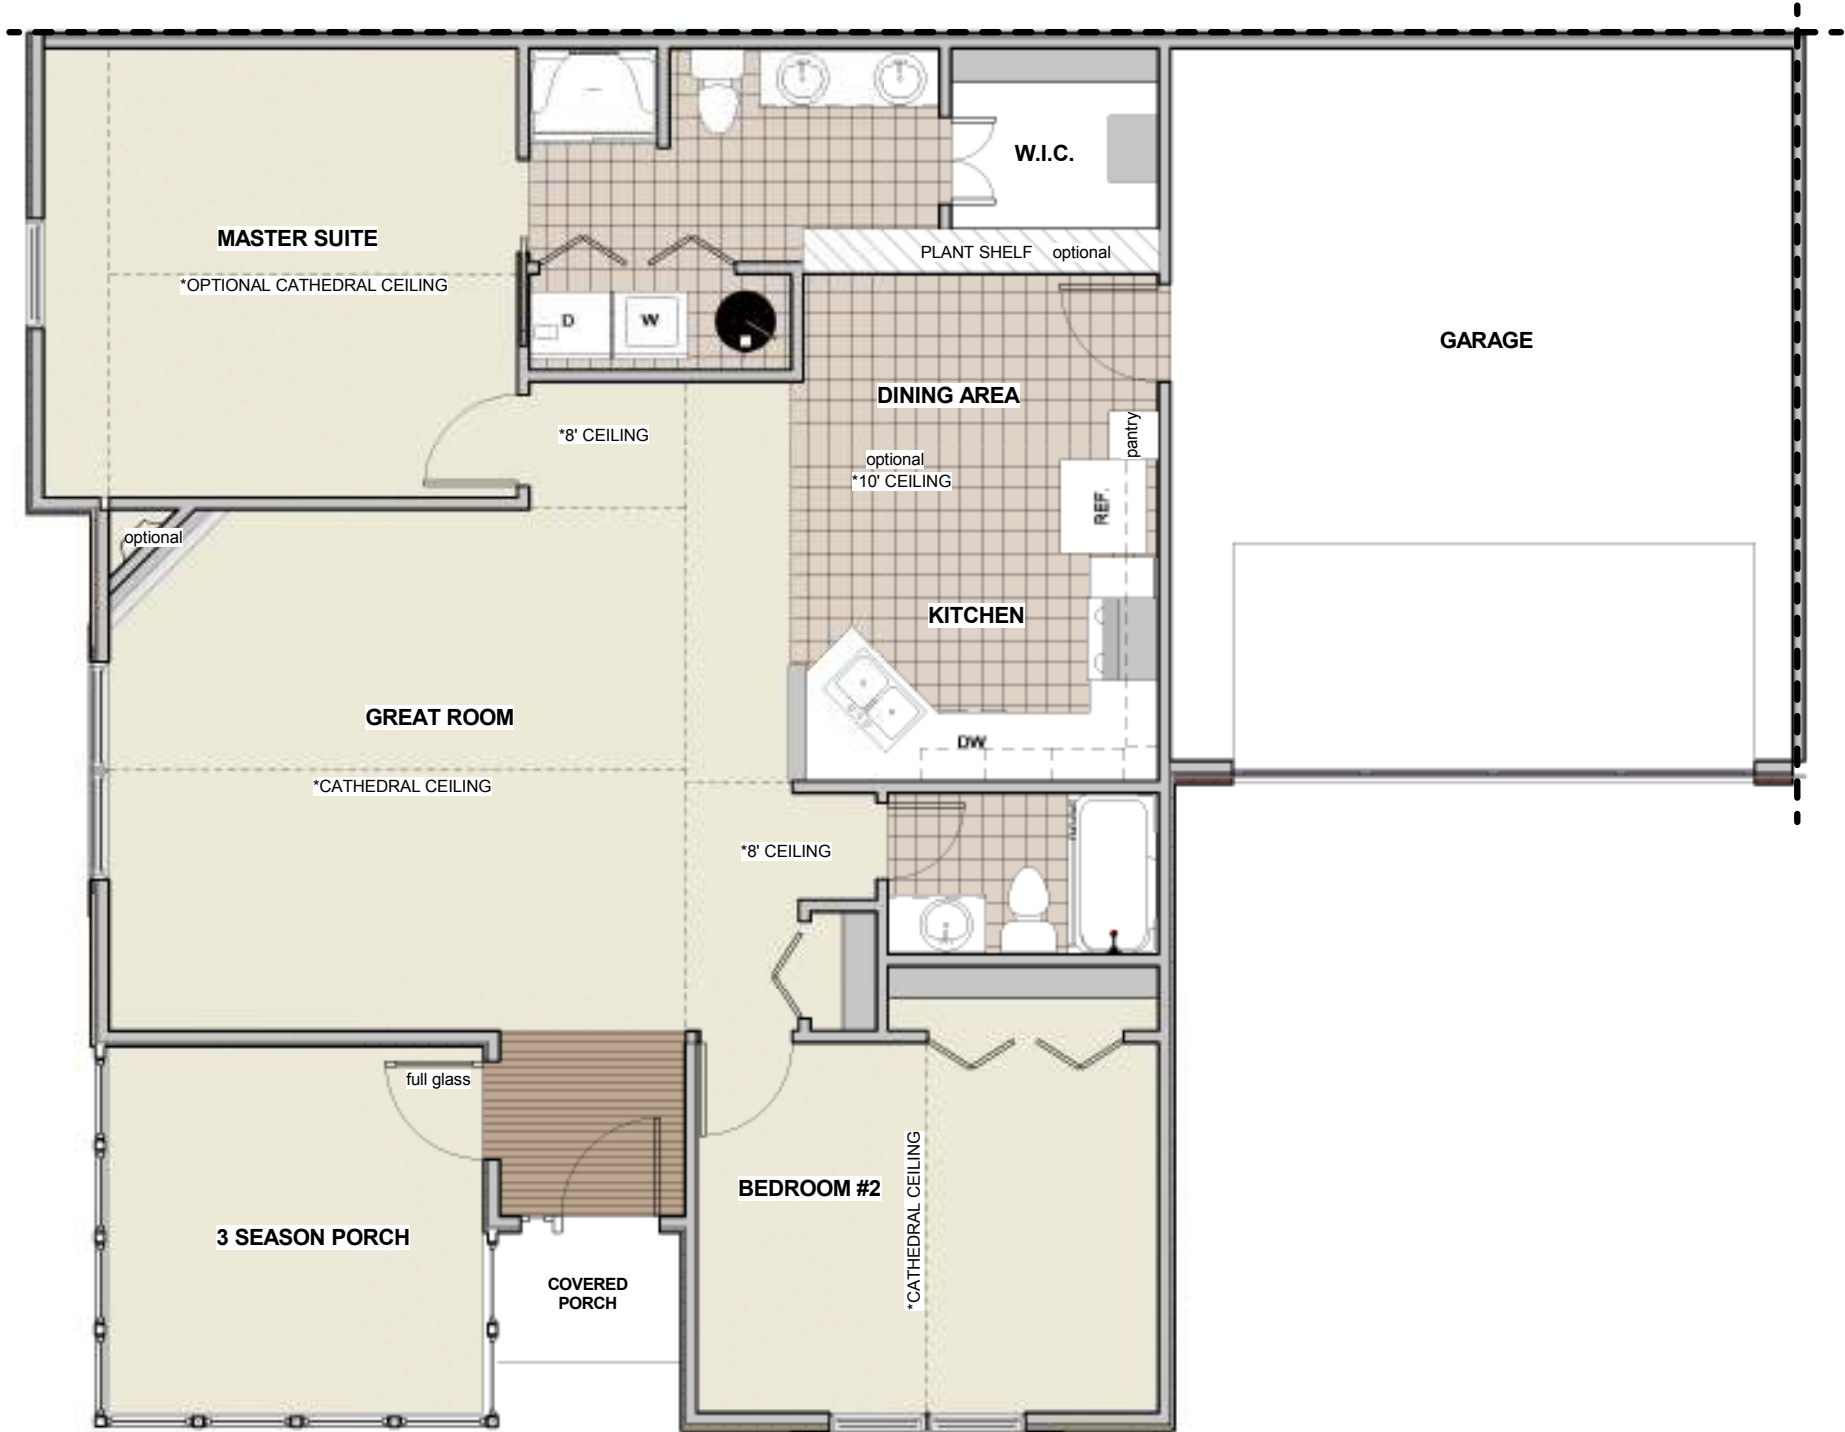 W.I.C.
MASTER SUITE
PLANT SHELF optional
*OPTIONAL CATHEDRAL CEILING
D
W
GARAGE
DINING AREA
*8' CEILING
pantry
optional
*10' CEILING
REF.
optional
KITCHEN
GREAT ROOM
DW
*CATHEDRAL CEILING
*8' CEILING
full glass
BEDROOM #2
*CATHEDRAL CEILING
3 SEASON PORCH
COVERED
PORCH